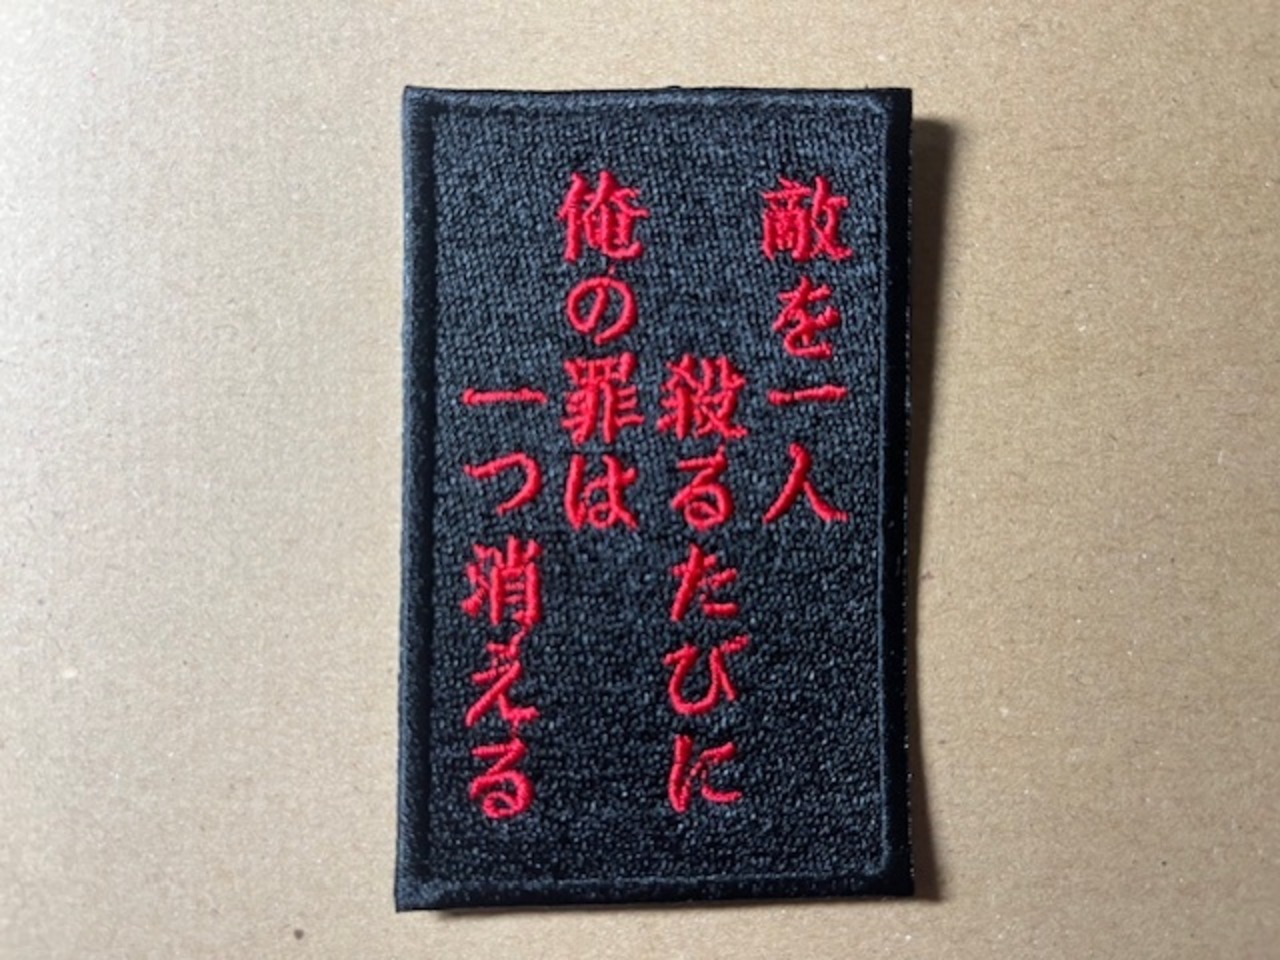 敵を一人
殺るたびに
俺の罪は
一つ消える